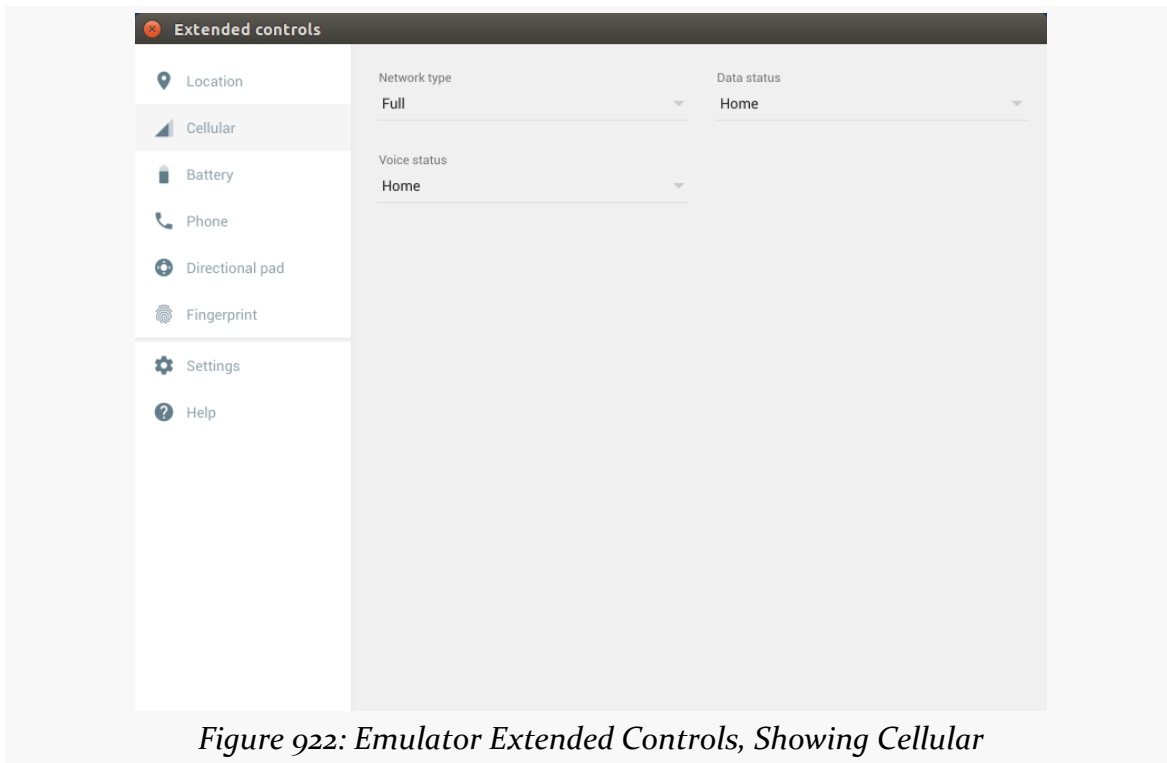 Extended controls
Location
Cellular
Battery
Phone
Directional pad
Fingerprint
Settings
Help
Network type
Full
Data status
Home
Voice status
Home
Figure 922: Emulator Extended Controls, Showing Cellular